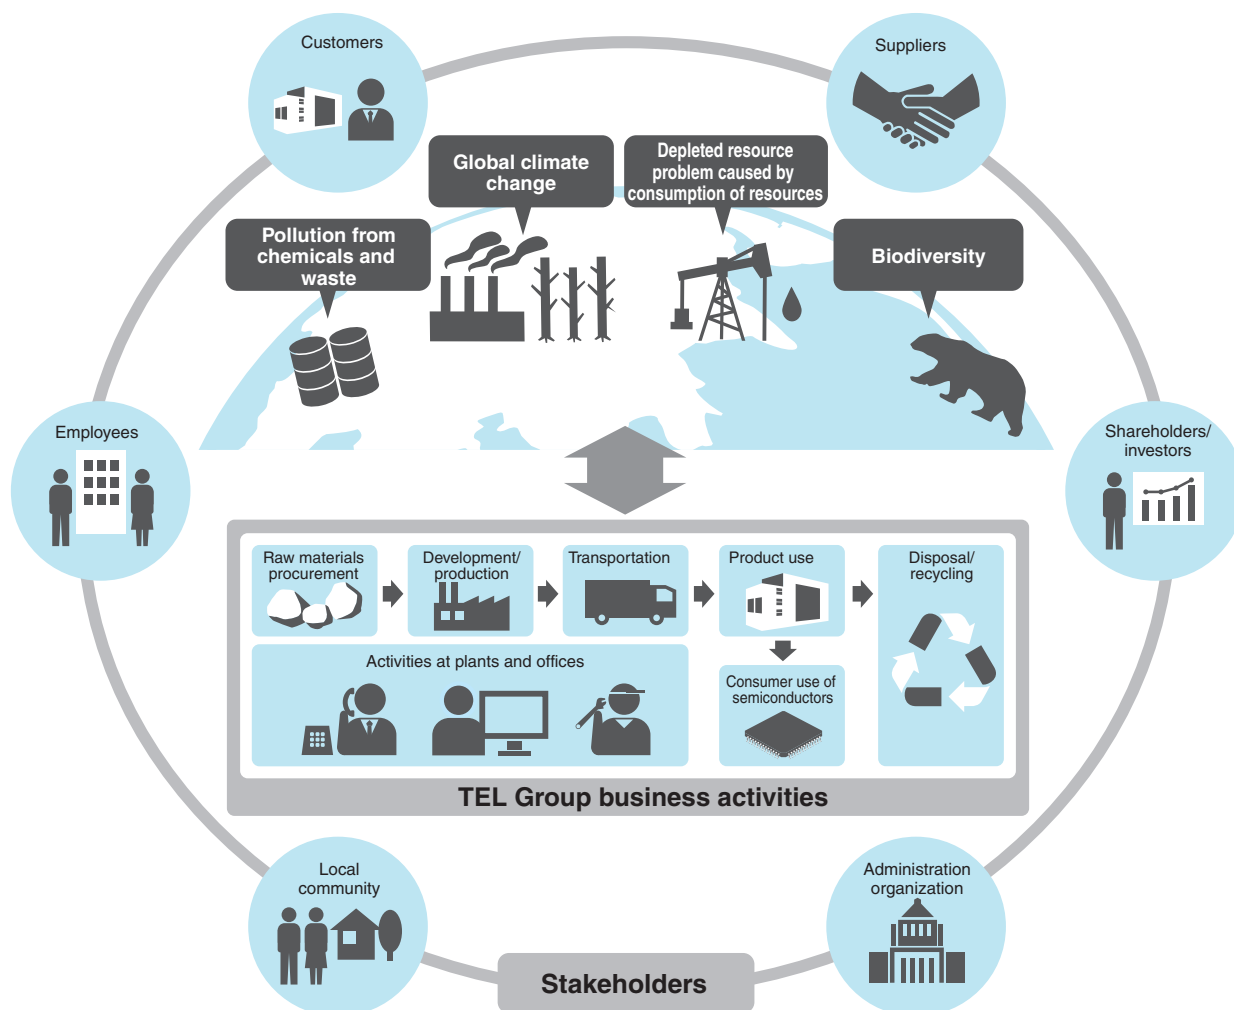 Customers
Suppliers
Global climate
change
Depleted resource
problem caused by
consumption of resources
Pollution from
chemicals and
waste
Biodiversity
Employees
Shareholders/
investors
Raw materials
procurement
Development/
production
Transportation
Product use
Disposal/
recycling
Activities at plants and offices
Consumer use of
semiconductors
TEL Group business activities
Local
community
Administration
organization
Stakeholders